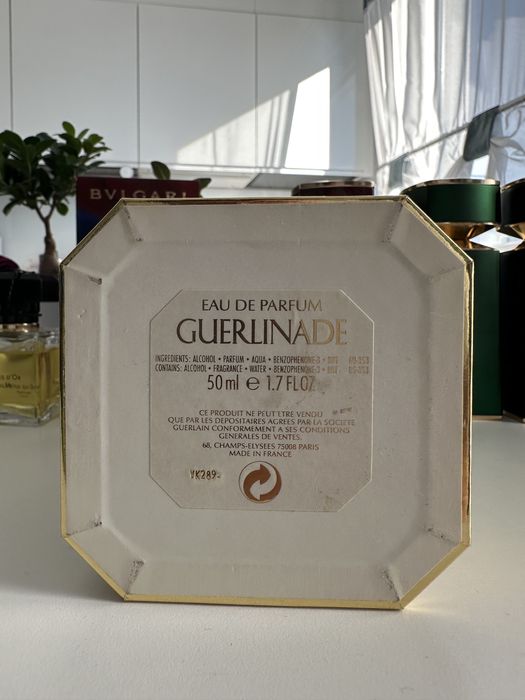 BVLGARI
EAU DE PARFUM
GUERLINADE
INGREDIENTS: ALCOHOL • PARFUM • AQUA • BENZOPHENONE-3 •
CONTAINS: ALCOHOL • FRAGRANCE • WATER • BENZOPHENONE-3 •
50 ml e 1.7 FL.OZ.
CE PRODUIT NE PEUT ETRE VENDU
QUE PAR LES DEPOSITAIRES AGREES PAR LA SOCIETE
GUERLAIN CONFORMEMENT A SES CONDITIONS
GENERALES DE VENTES.
68, CHAMPS-ELYSEES 75008 PARIS
MADE IN FRANCE
VK289